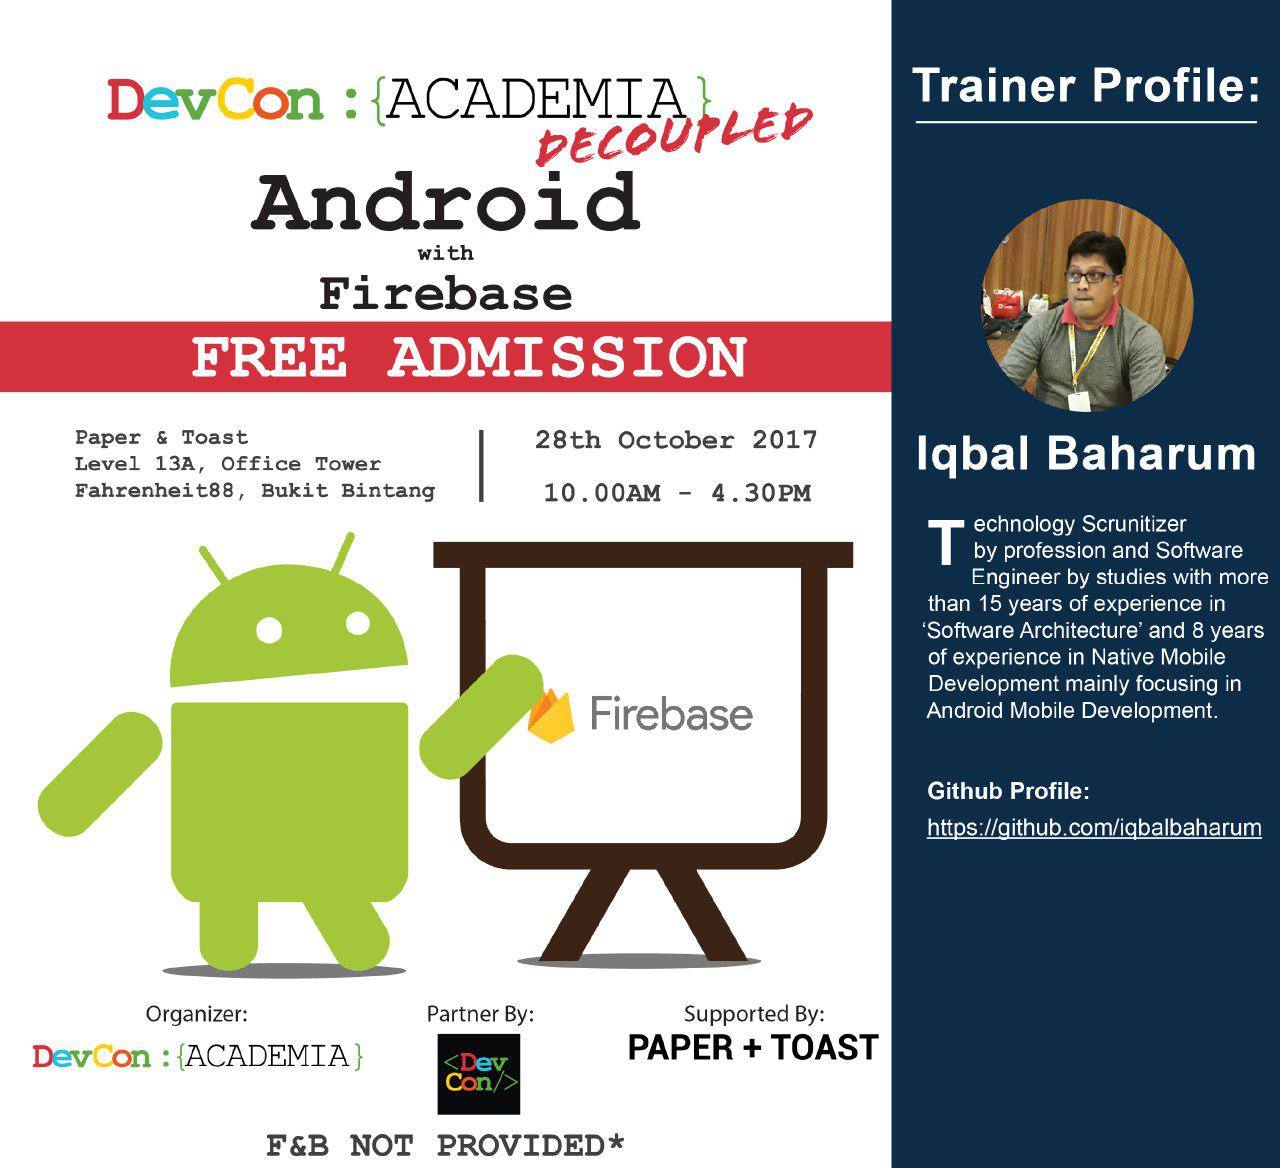 DevCon :{ACADEMIA}
DECOUPLED
Android
with
Firebase
FREE ADMISSION
Paper & Toast
Level 13A, Office Tower
Fahrenheit88, Bukit Bintang
28th October 2017
10.00AM - 4.30PM
Firebase
Organizer:
DevCon :{ACADEMIA}
Partner By:
<Dev
Con/>
Supported By:
PAPER + TOAST
F&B NOT PROVIDED*
Trainer Profile:
Iqbal Baharum
Technology Scrunitizer
by profession and Software
Engineer by studies with more
than 15 years of experience in
‘Software Architecture’ and 8 years
of experience in Native Mobile
Development mainly focusing in
Android Mobile Development.
Github Profile:
https://github.com/iqbalbaharum